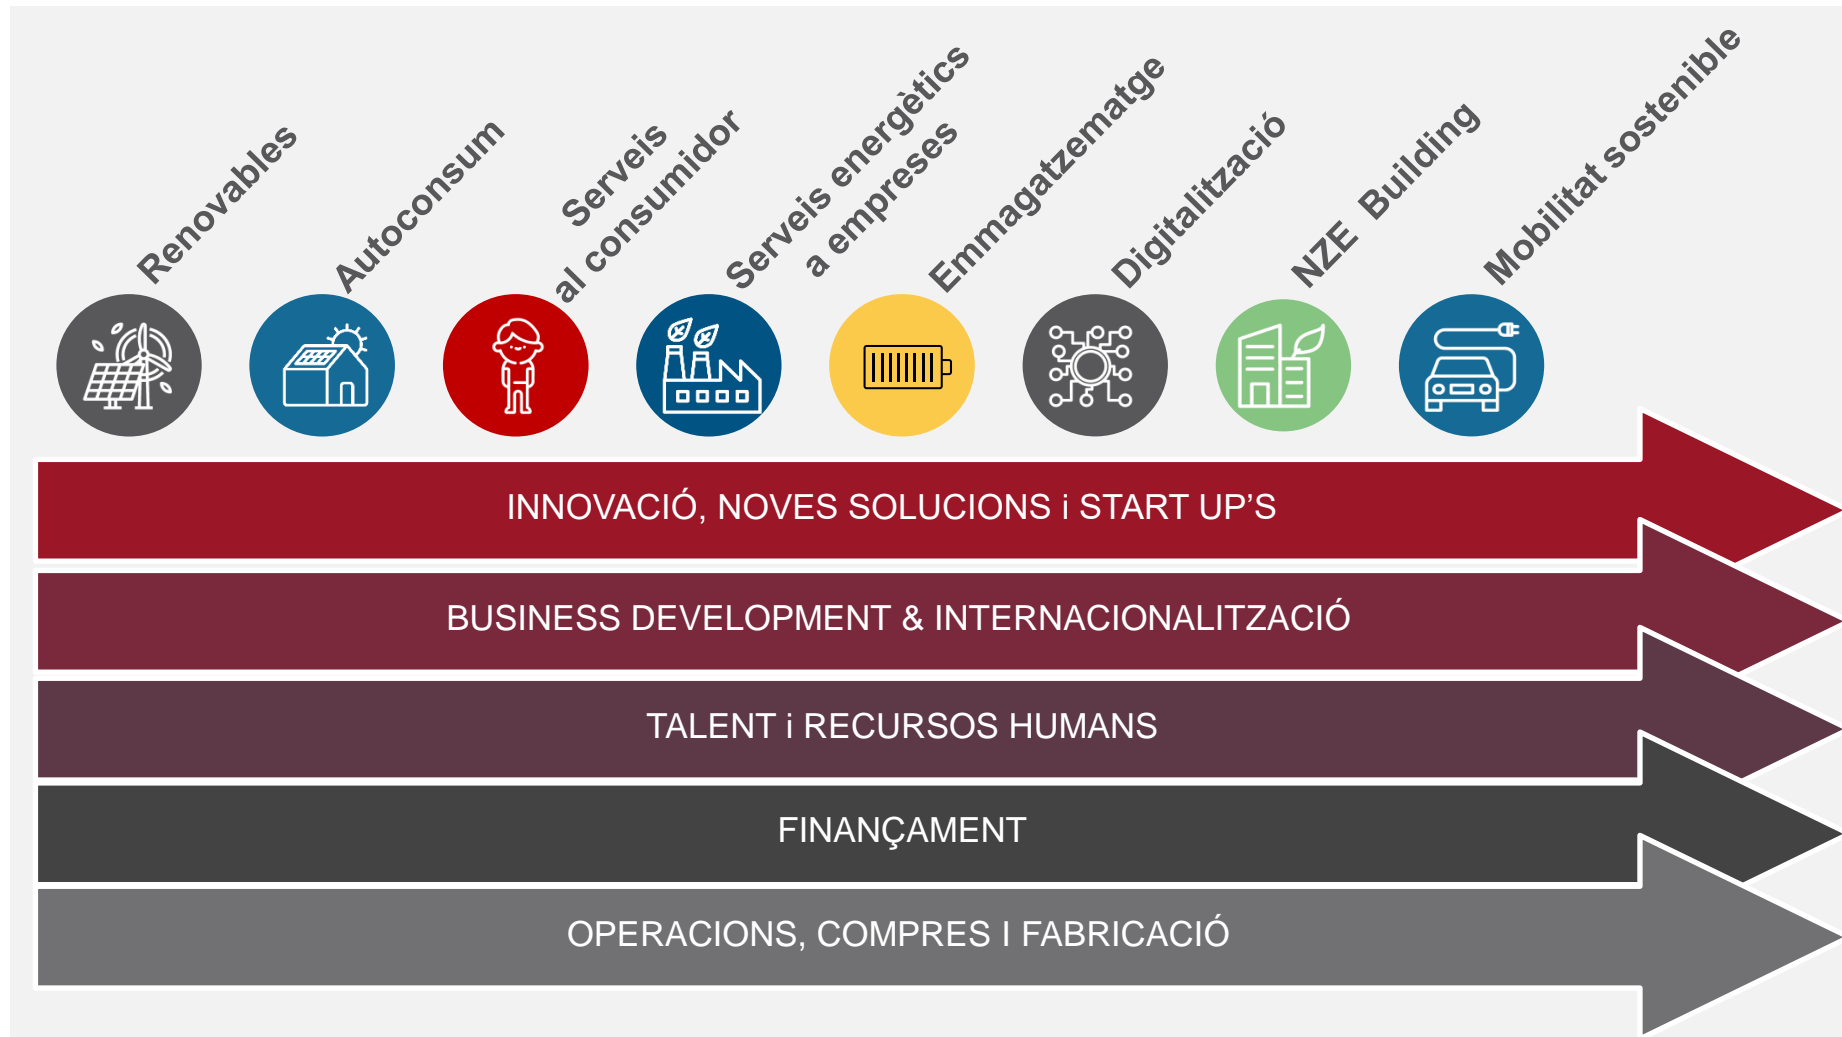 Renovables
Autoconsum
Serveis
al consumidor
Serveis energètics
a empreses
Emmagatzematge
Digitalització
NZE Building
Mobilitat sostenible
INNOVACIÓ, NOVES SOLUCIONS i START UP’S
BUSINESS DEVELOPMENT & INTERNACIONALITZACIÓ
TALENT i RECURSOS HUMANS
FINANÇAMENT
OPERACIONS, COMPRES I FABRICACIÓ